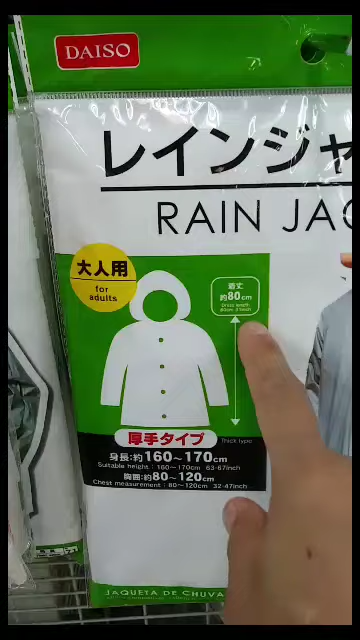 DAISO
レインジャ
RAIN JAC
大人用
for
adults
着丈
約80cm
厚手タイプ
Thick type
身長:約160〜170cm
Suitable height : 160〜170cm 63-67inch
胸囲:約80〜120cm
Chest measurement : 80〜120cm 32-47inch
JAQUETA DE CHUVA